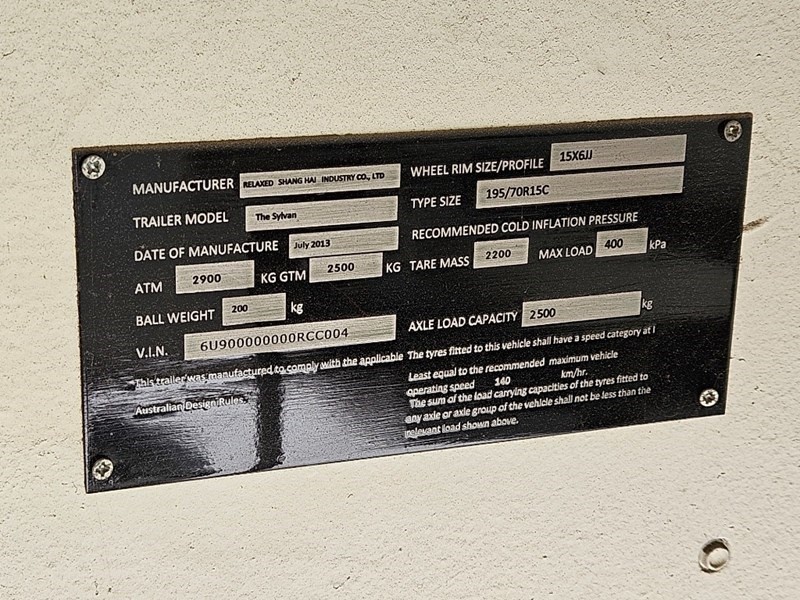 MANUFACTURER RELAXED SHANG HAI INDUSTRY CO., LTD
TRAILER MODEL The Sylvan
DATE OF MANUFACTURE July 2013
ATM 2900 KG GTM 2500 KG TARE MASS 2200 MAX LOAD 400 kPa
BALL WEIGHT 200 kg
V.I.N. 6U900000000RCC004
This trailer was manufactured to comply with the applicable
Australian Design Rules.
WHEEL RIM SIZE/PROFILE 15X6JJ
TYPE SIZE 195/70R15C
RECOMMENDED COLD INFLATION PRESSURE
AXLE LOAD CAPACITY 2500 kg
The tyres fitted to this vehicle shall have a speed category at l
Least equal to the recommended maximum vehicle
operating speed 140 km/hr.
The sum of the load carrying capacities of the tyres fitted to
any axle or axle group of the vehicle shall not be less than the
relevant load shown above.